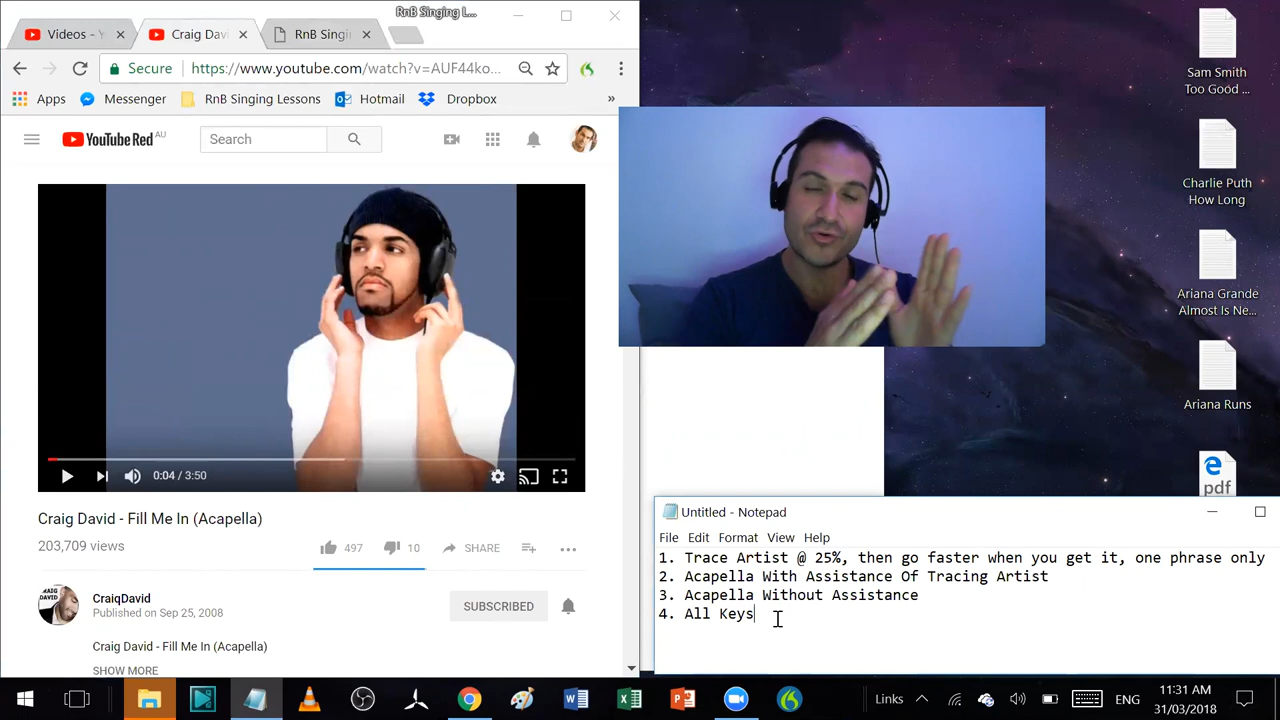 RnB Singing L...
Videos - Y
Craig Davi
RnB Singi
Secure
https://www.youtube.com/watch?v=AUF44ko...
Apps
Messenger
RnB Singing Lessons
Hotmail
Dropbox
»
YouTube Red AU
Search
0:04 / 3:50
Craig David - Fill Me In (Acapella)
203,709 views
497
10
SHARE
CraigDavid
Published on Sep 25, 2008
SUBSCRIBED
Craig David - Fill Me In (Acapella)
SHOW MORE
Sam Smith
Too Good ...
Charlie Puth
How Long
Ariana Grande
Almost Is Ne...
Ariana Runs
pdf
Untitled - Notepad
File Edit Format View Help
1. Trace Artist @ 25%, then go faster when you get it, one phrase only
2. Acapella With Assistance Of Tracing Artist
3. Acapella Without Assistance
4. All Keys
Links
ENG
11:31 AM
31/03/2018